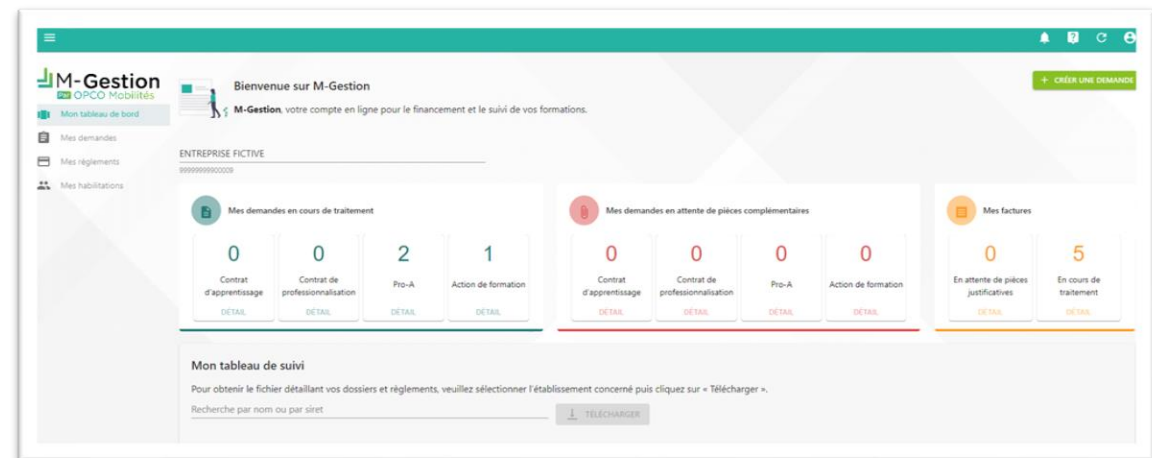 M-Gestion
Par OPCO Mobilités
Mon tableau de bord
Mes demandes
Mes règlements
Mes habilitations
Bienvenue sur M-Gestion
M-Gestion, votre compte en ligne pour le financement et le suivi de vos formations.
+ CRÉER UNE DEMANDE
ENTREPRISE FICTIVE
99999999900009
Mes demandes en cours de traitement
0
Contrat
d'apprentissage
DÉTAIL
0
Contrat de
professionnalisation
DÉTAIL
2
Pro-A
DÉTAIL
1
Action de formation
DÉTAIL
Mes demandes en attente de pièces complémentaires
0
Contrat
d'apprentissage
DÉTAIL
0
Contrat de
professionnalisation
DÉTAIL
0
Pro-A
DÉTAIL
0
Action de formation
DÉTAIL
Mes factures
0
En attente de pièces
justificatives
DÉTAIL
5
En cours de
traitement
DÉTAIL
Mon tableau de suivi
Pour obtenir le fichier détaillant vos dossiers et règlements, veuillez sélectionner l'établissement concerné puis cliquez sur « Télécharger ».
Recherche par nom ou par siret
TÉLÉCHARGER